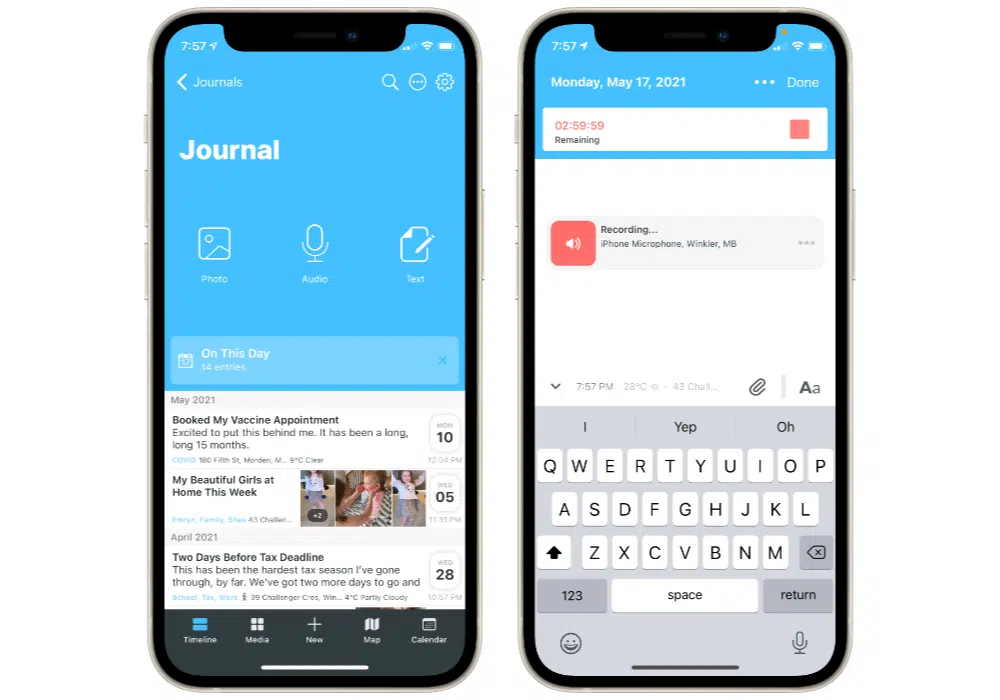 7:57
Journals
Journal
Photo
Audio
Text
17
On This Day
14 entries
May 2021
Booked My Vaccine Appointment
Excited to put this behind me. It has been a long,
long 15 months.
COVID 160 Fifth St, Morden, M... 9°C Clear
MON
10
12:04 PM
My Beautiful Girls at
Home This Week
+2
Emryn, Family, Shea 43 Challen...
WED
05
11:31 PM
April 2021
Two Days Before Tax Deadline
This has been the hardest tax season I've gone
through, by far. We've got two more days to go and
School, Tax, Work 39 Challenger Cres, Win... 4°C Partly Cloudy
WED
28
10:57 PM
Timeline
Media
New
Map
Calendar
7:57
Monday, May 17, 2021
Done
02:59:59
Remaining
Recording...
iPhone Microphone, Winkler, MB
7:57 PM · 28°C · 43 Chall...
Aa
I Yep Oh
Q W E R T Y U I O P
A S D F G H J K L
Z X C V B N M
123 space return